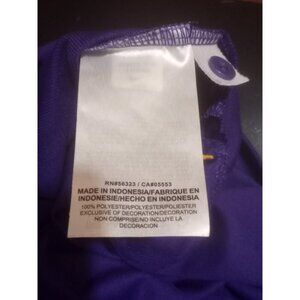 RN#56323 / CA#05553
MADE IN INDONESIA/FABRIQUE EN
INDONESIE/HECHO EN INDONESIA
100% POLYESTER/POLYESTER/POLIESTER
EXCLUSIVE OF DECORATION/DECORATION
NON COMPRISE/NO INCLUYE LA
DECORACION